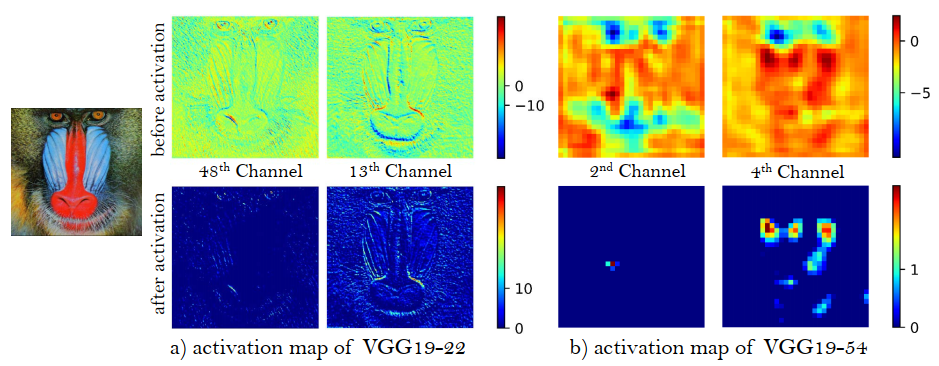 before activation
0
−10
0
−5
48th Channel
13th Channel
2nd Channel
4th Channel
after activation
10
0
1
0
a) activation map of VGG19-22
b) activation map of VGG19-54